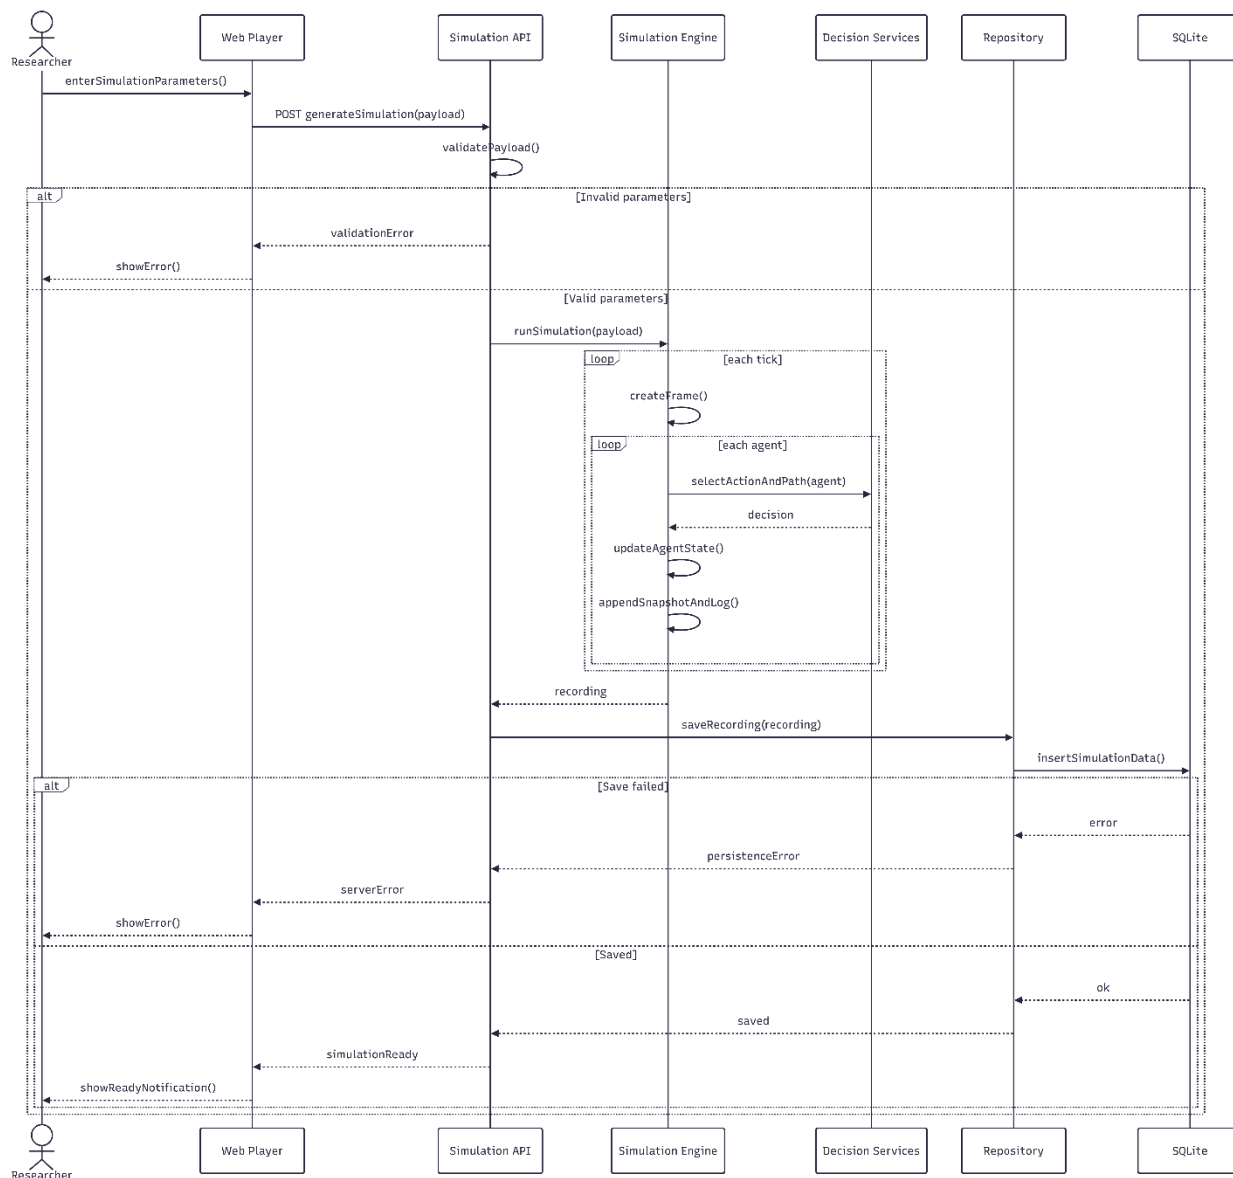 Researcher
Web Player
Simulation API
Simulation Engine
Decision Services
Repository
SQLite
enterSimulationParameters()
POST generateSimulation(payload)
validatePayload()
alt
[Invalid parameters]
validationError
showError()
[Valid parameters]
runSimulation(payload)
loop
[each tick]
createFrame()
loop
[each agent]
selectActionAndPath(agent)
decision
updateAgentState()
appendSnapshotAndLog()
recording
saveRecording(recording)
insertSimulationData()
alt
[Save failed]
error
persistenceError
serverError
showError()
[Saved]
ok
saved
simulationReady
showReadyNotification()
Researcher
Web Player
Simulation API
Simulation Engine
Decision Services
Repository
SQLite